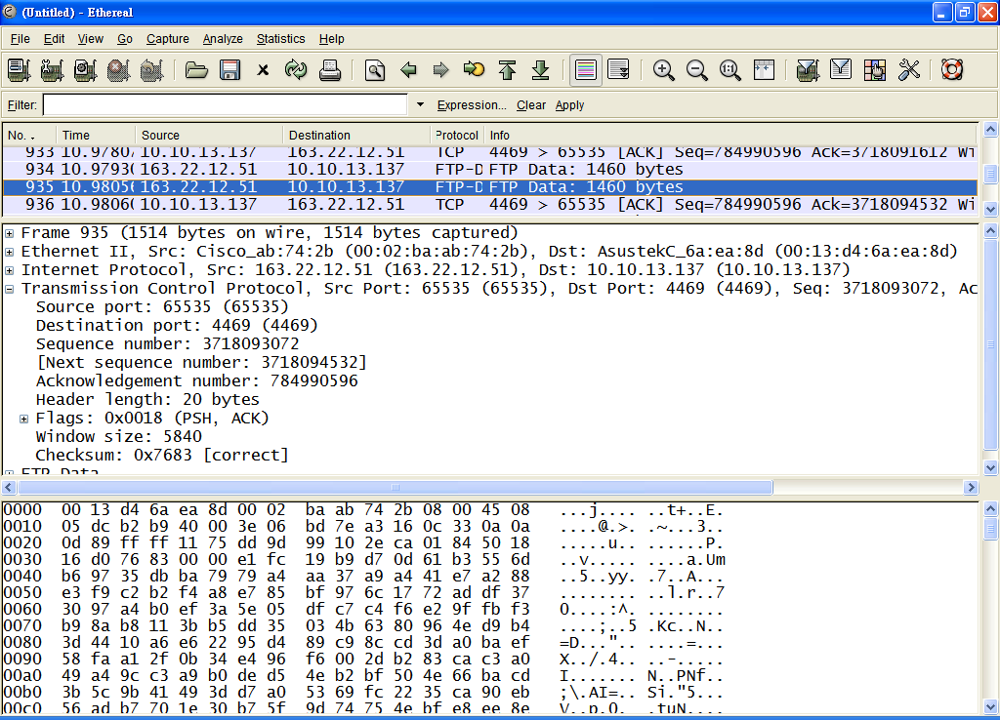 (Untitled) - Ethereal
File Edit View Go Capture Analyze Statistics Help
Filter: Expression... Clear Apply
No. . Time Source Destination Protocol Info
933 10.9780 10.10.13.137 163.22.12.51 TCP 4469 > 65535 [ACK] Seq=784990596 Ack=3718091612 Wi
934 10.9793 10.10.13.137 FTP-D FTP Data: 1460 bytes
935 10.9805 163.22.12.51 10.10.13.137 FTP-D FTP Data: 1460 bytes
936 10.9806 10.10.13.137 163.22.12.51 TCP 4469 > 65535 [ACK] Seq=784990596 Ack=3718094532 Wi
Frame 935 (1514 bytes on wire, 1514 bytes captured)
Ethernet II, Src: Cisco_ab:74:2b (00:02:ba:ab:74:2b), Dst: AsustekC_6a:ea:8d (00:13:d4:6a:ea:8d)
Internet Protocol, Src: 163.22.12.51 (163.22.12.51), Dst: 10.10.13.137 (10.10.13.137)
Transmission Control Protocol, Src Port: 65535 (65535), Dst Port: 4469 (4469), Seq: 3718093072, Ac
Source port: 65535 (65535)
Destination port: 4469 (4469)
Sequence number: 3718093072
[Next sequence number: 3718094532]
Acknowledgement number: 784990596
Header length: 20 bytes
Flags: 0x0018 (PSH, ACK)
Window size: 5840
Checksum: 0x7683 [correct]
FTP Data
0000 00 13 d4 6a ea 8d 00 02 ba ab 74 2b 08 00 45 08 ...j.... ..t+..E.
0010 05 dc b2 b9 40 00 3e 06 bd 7e a3 16 0c 33 0a 0a ....@.>. .~...3..
0020 0d 89 ff ff 11 75 dd 9d 99 10 2e ca 01 84 50 18 .....u.. ......P.
0030 16 d0 76 83 00 00 e1 fc 19 b9 d7 0d 61 b3 55 6d ..v..... ....a.Um
0040 b6 97 35 db ba 79 79 a4 aa 37 a9 a4 41 e7 a2 88 ..5..yy. .7..A...
0050 e3 f9 c2 b2 f4 a8 e7 85 bf 97 6c 17 72 ad df 37 ........ ..l.r..7
0060 30 97 a4 b0 ef 3a 5e 05 df c7 c4 f6 e2 9f fb f3 0....:^. ........
0070 b9 8a b8 11 3b b5 dd 35 03 4b 63 80 96 4e d9 b4 ....;..5 .Kc..N..
0080 3d 44 10 a6 e6 22 95 d4 89 c9 8c cd 3d a0 ba ef =D...".. ....=...
0090 58 fa a1 2f 0b 34 e4 96 f6 00 2d b2 83 ca c3 a0 X../.4.. ..-.....
00a0 49 a4 9c c3 a9 b0 de d5 4e b2 bf 50 4e 66 ba cd I....... N..PNf..
00b0 3b 5c 9b 41 49 3d d7 a0 53 69 fc 22 35 ca 90 eb ;\.AI=.. Si."5...
00c0 56 ad b7 70 1e 30 b7 5f 9d 74 75 4e bf e8 ee 8e V..p.0._ .tuN....